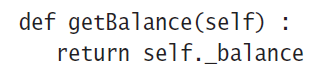 def getBalance(self) :
   return self._balance